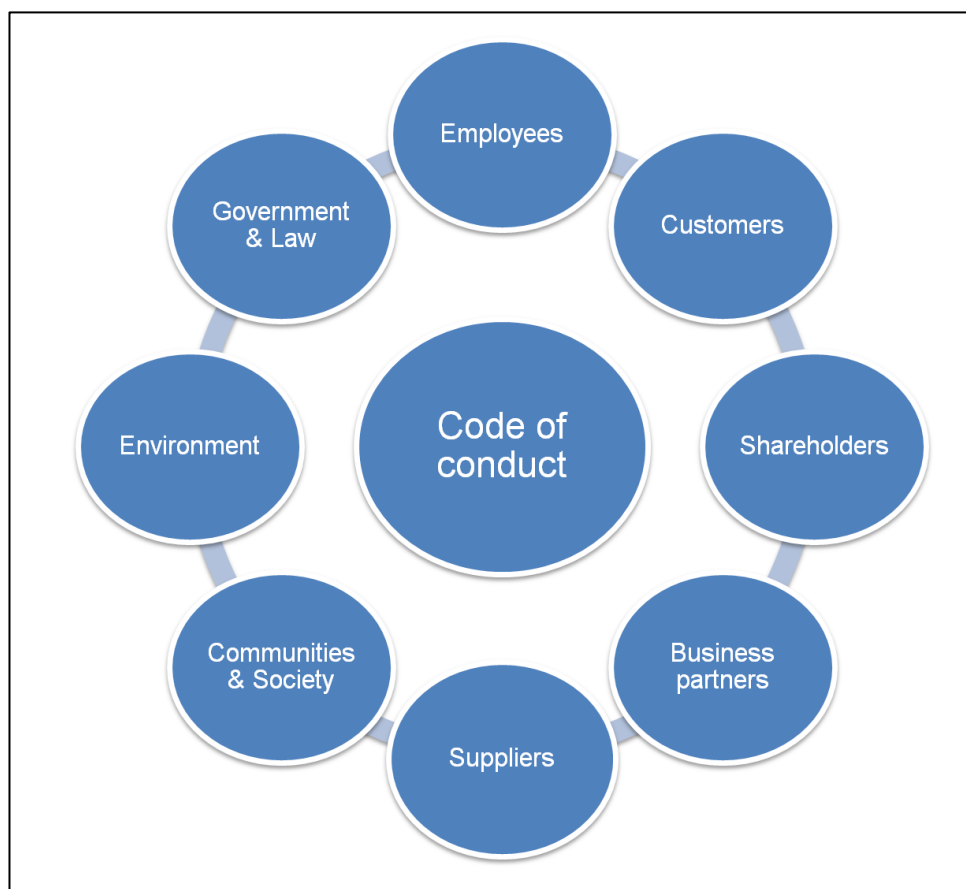 Employees
Customers
Shareholders
Business
partners
Suppliers
Communities
& Society
Environment
Government
& Law
Code of
conduct